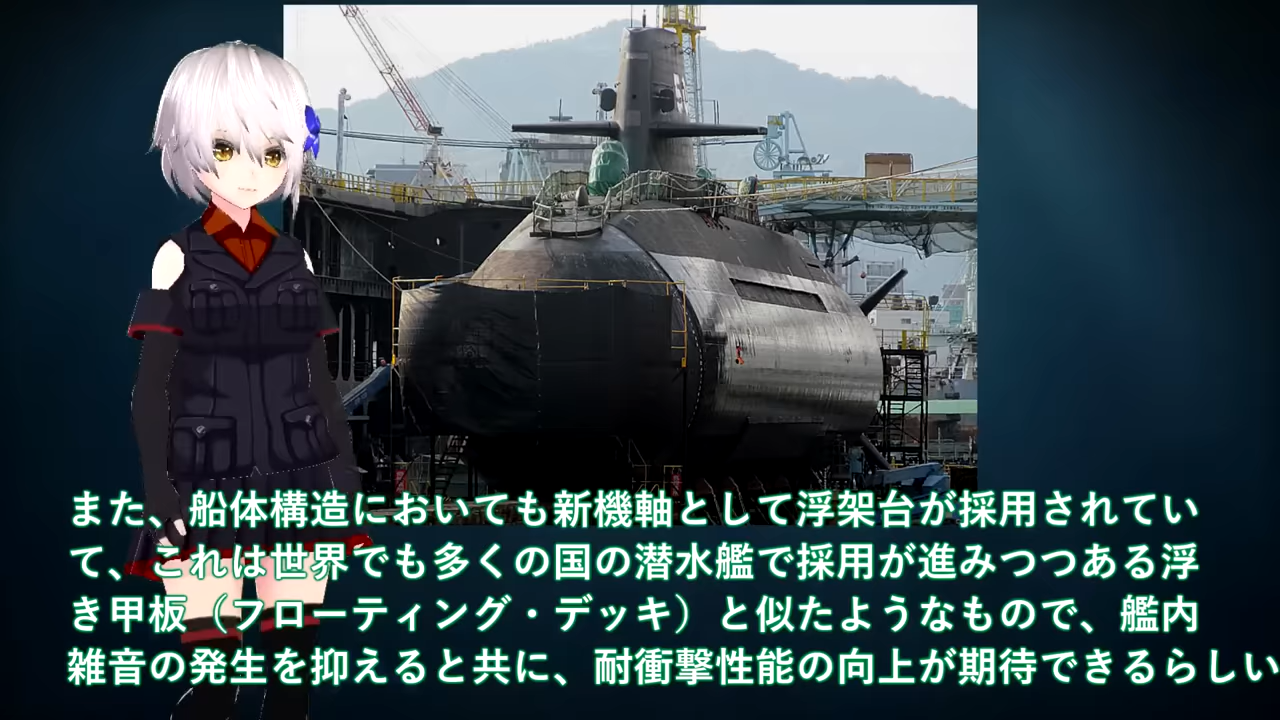 また、船体構造においても新機軸として浮架台が採用されてい
て、これは世界でも多くの国の潜水艦で採用が進みつつある浮
き甲板（フローティング・デッキ）と似たようなもので、艦内
雑音の発生を抑えると共に、耐衝撃性能の向上が期待できるらしい